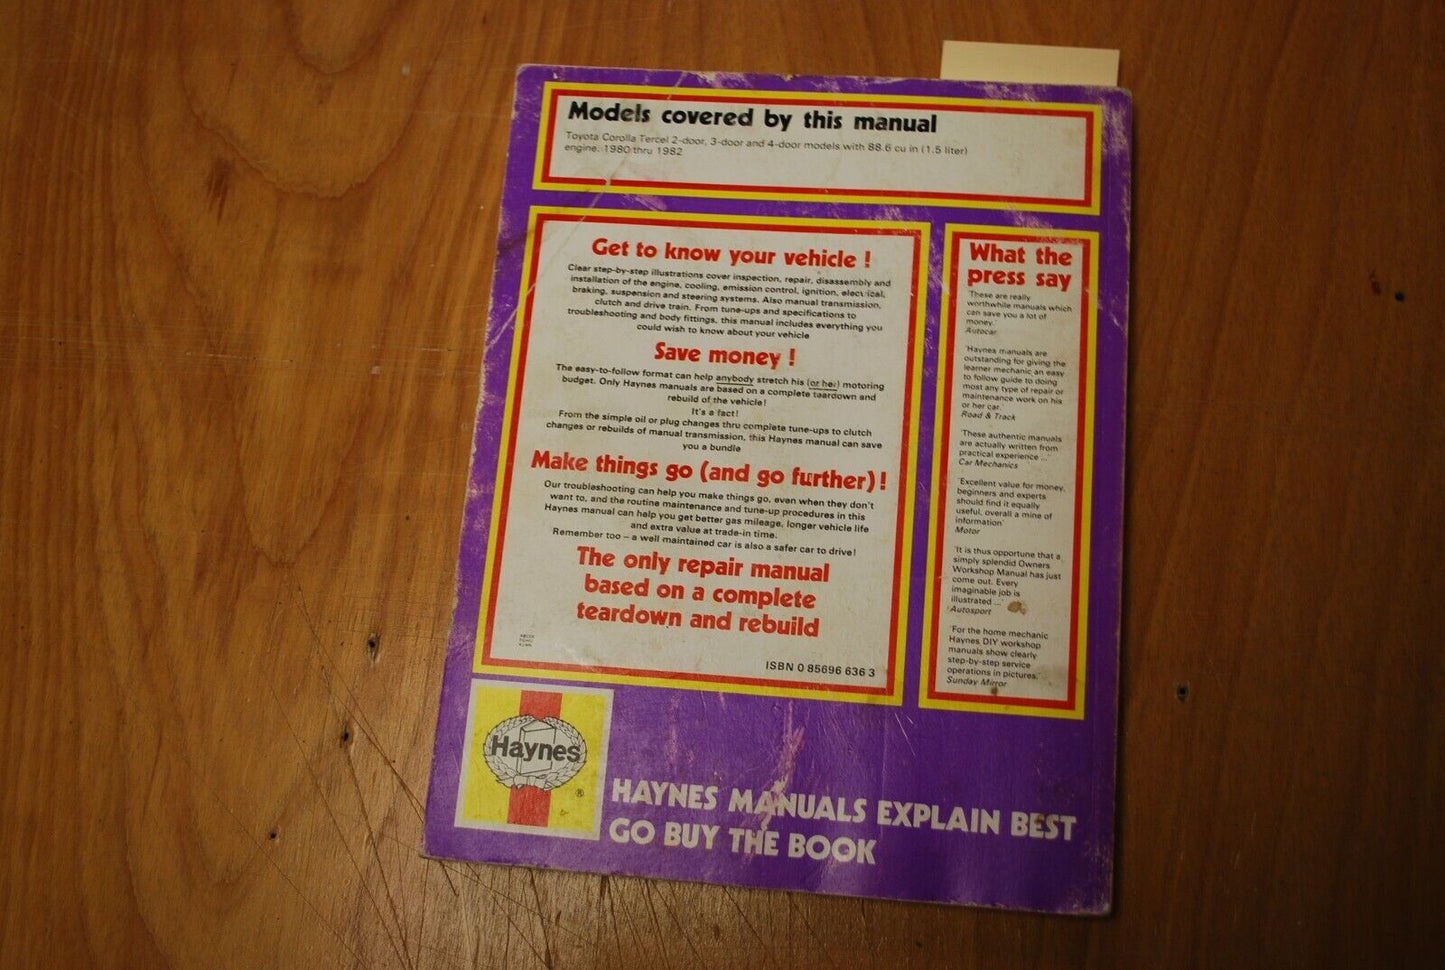 Models covered by this manual
Toyota Corolla Tercel 2-door, 3-door and 4-door models with 88.6 cu in (1.5 liter)
engine. 1980 thru 1982
Get to know your vehicle !
Clear step-by-step illustrations cover inspection, repair, disassembly and
installation of the engine, cooling, emission control, ignition, electrical,
braking, suspension and steering systems. Also manual transmission,
clutch and drive train. From tune-ups and specifications to
troubleshooting and body fittings, this manual includes everything you
could wish to know about your vehicle
Save money !
The easy-to-follow format can help anybody stretch his (or her) motoring
budget. Only Haynes manuals are based on a complete teardown and
rebuild of the vehicle!
It's a fact!
From the simple oil or plug changes thru complete tune-ups to clutch
changes or rebuilds of manual transmission, this Haynes manual can save
you a bundle
Make things go (and go further) !
Our troubleshooting can help you make things go, even when they don't
want to, and the routine maintenance and tune-up procedures in this
Haynes manual can help you get better gas mileage, longer vehicle life
and extra value at trade-in time.
Remember too – a well maintained car is also a safer car to drive!
The only repair manual
based on a complete
teardown and rebuild
ISBN 0 85696 636 3
What the
press say
'These are really
worthwhile manuals which
can save you a lot of
money.'
Autocar
'Haynes manuals are
outstanding for giving the
learner mechanic an easy
to follow guide to doing
most any type of repair or
maintenance work on his
or her car.'
Road & Track
'These authentic manuals
are actually written from
practical experience ...'
Car Mechanics
'Excellent value for money,
beginners and experts
should find it equally
useful, overall a mine of
information'
Motor
'It is thus opportune that a
simply splendid Owners
Workshop Manual has just
come out. Every
imaginable job is
illustrated ...'
Autosport
'For the home mechanic
Haynes DIY workshop
manuals show clearly
step-by-step service
operations in pictures.'
Sunday Mirror
Haynes
®
HAYNES MANUALS EXPLAIN BEST
GO BUY THE BOOK